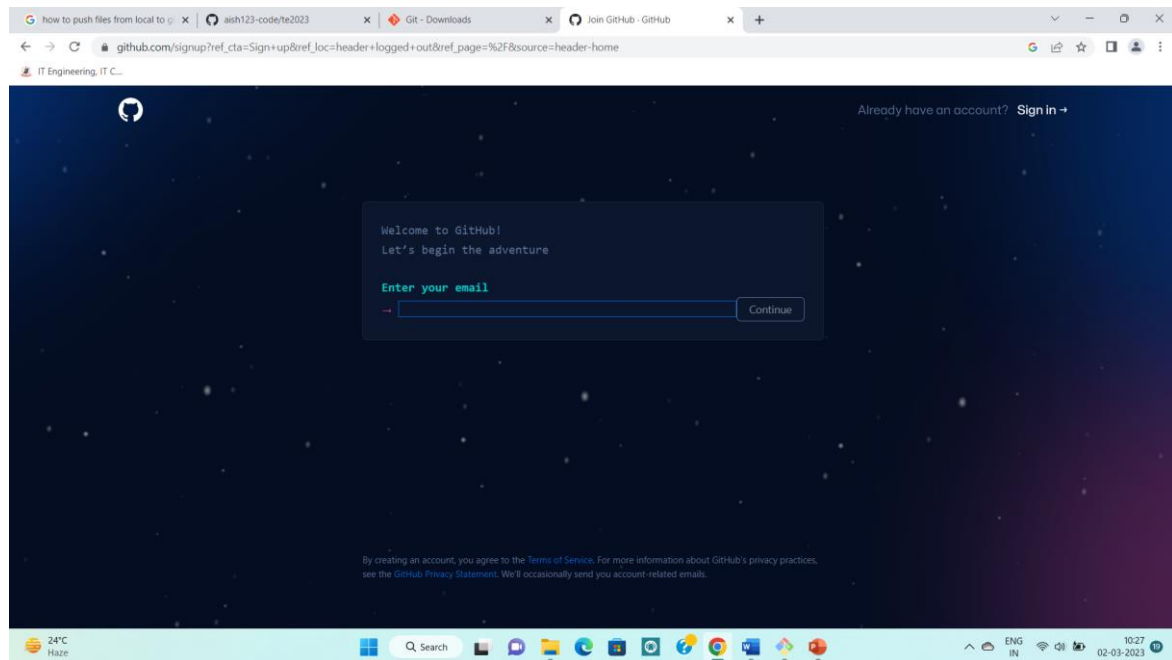 how to push files from local to gi
aish123-code/te2023
Git - Downloads
Join GitHub · GitHub
github.com/signup?ref_cta=Sign+up&ref_loc=header+logged+out&ref_page=%2F&source=header-home
IT Engineering, IT C...
Already have an account? Sign in →
Welcome to GitHub!
Let's begin the adventure
Enter your email
→
Continue
By creating an account, you agree to the Terms of Service. For more information about GitHub's privacy practices,
see the GitHub Privacy Statement. We'll occasionally send you account-related emails.
24°C
Haze
Search
ENG
IN
10:27
02-03-2023
19